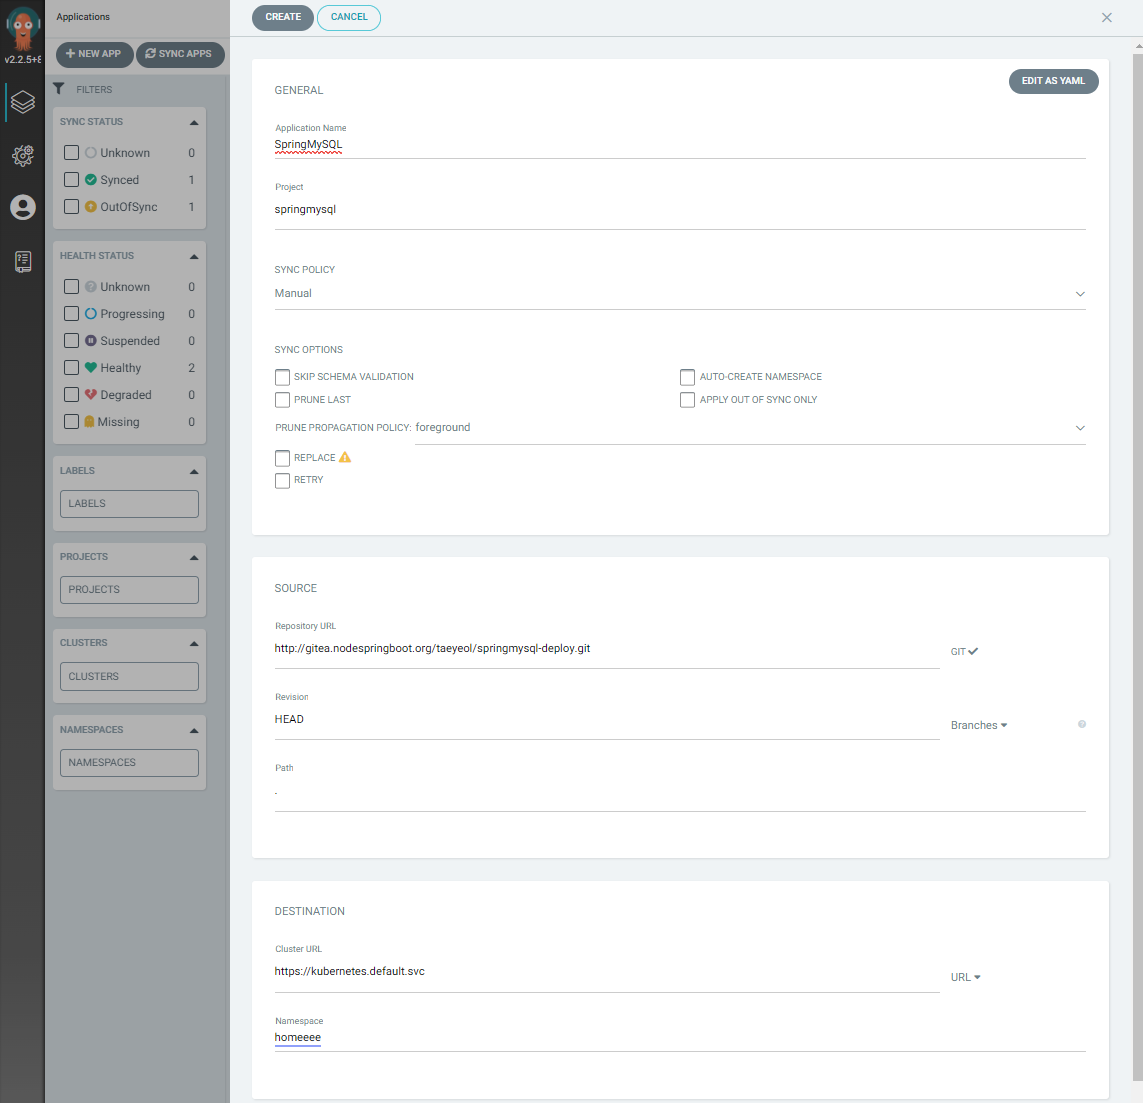 Applications
v2.2.5+8
NEW APP
SYNC APPS
FILTERS
SYNC STATUS
Unknown 0
Synced 1
OutOfSync 1
HEALTH STATUS
Unknown 0
Progressing 0
Suspended 0
Healthy 2
Degraded 0
Missing 0
LABELS
LABELS
PROJECTS
PROJECTS
CLUSTERS
CLUSTERS
NAMESPACES
NAMESPACES
CREATE
CANCEL
GENERAL
EDIT AS YAML
Application Name
SpringMySQL
Project
springmysql
SYNC POLICY
Manual
SYNC OPTIONS
SKIP SCHEMA VALIDATION
AUTO-CREATE NAMESPACE
PRUNE LAST
APPLY OUT OF SYNC ONLY
PRUNE PROPAGATION POLICY: foreground
REPLACE
RETRY
SOURCE
Repository URL
http://gitea.nodespringboot.org/taeyeol/springmysql-deploy.git
GIT
Revision
HEAD
Branches
Path
.
DESTINATION
Cluster URL
https://kubernetes.default.svc
URL
Namespace
homeeee